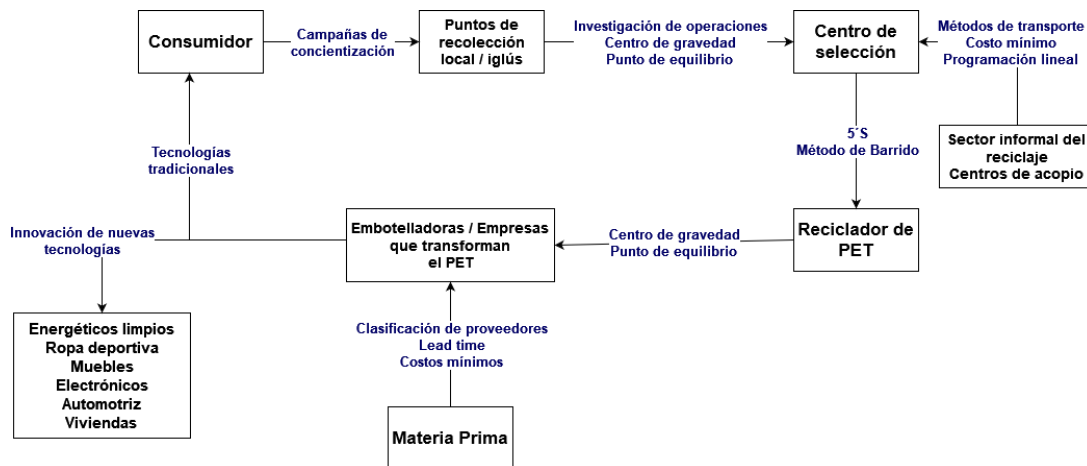 Consumidor
Campañas de
concientización
Puntos de
recolección
local / iglús
Investigación de operaciones
Centro de gravedad
Punto de equilibrio
Centro de
selección
Métodos de transporte
Costo mínimo
Programación lineal
Tecnologías
tradicionales
5´S
Método de Barrido
Sector informal del
reciclaje
Centros de acopio
Innovación de nuevas
tecnologías
Embotelladoras / Empresas
que transforman
el PET
Centro de gravedad
Punto de equilibrio
Reciclador de
PET
Energéticos limpios
Ropa deportiva
Muebles
Electrónicos
Automotriz
Viviendas
Clasificación de proveedores
Lead time
Costos mínimos
Materia Prima